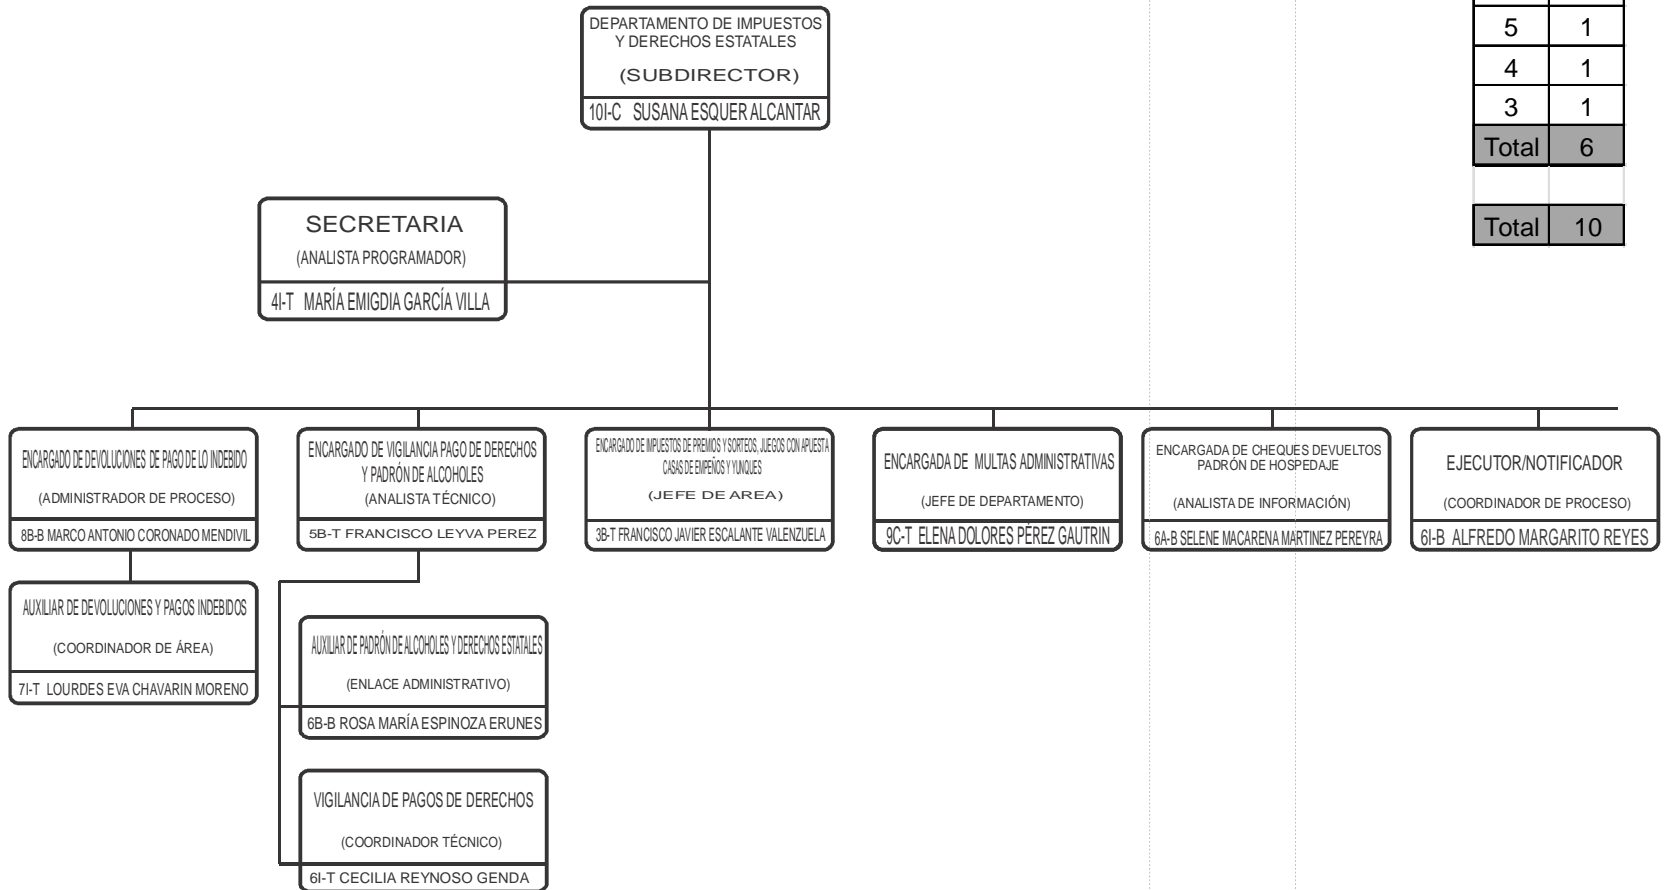 DEPARTAMENTO DE IMPUESTOS
Y DERECHOS ESTATALES
(SUBDIRECTOR)
10I-C SUSANA ESQUER ALCANTAR
5 1
4 1
3 1
Total 6
Total 10
SECRETARIA
(ANALISTA PROGRAMADOR)
4I-T MARÍA EMIGDIA GARCÍA VILLA
ENCARGADO DE DEVOLUCIONES DE PAGO DE LO INDEBIDO
(ADMINISTRADOR DE PROCESO)
8B-B MARCO ANTONIO CORONADO MENDIVIL
ENCARGADO DE VIGILANCIA PAGO DE DERECHOS
Y PADRÓN DE ALCOHOLES
(ANALISTA TÉCNICO)
5B-T FRANCISCO LEYVA PEREZ
ENCARGADO DE IMPUESTOS DE PREMIOS Y SORTEOS, JUEGOS CON APUESTA
CASAS DE EMPEÑOS Y YUNQUES
(JEFE DE AREA)
3B-T FRANCISCO JAVIER ESCALANTE VALENZUELA
ENCARGADA DE MULTAS ADMINISTRATIVAS
(JEFE DE DEPARTAMENTO)
9C-T ELENA DOLORES PÉREZ GAUTRIN
ENCARGADA DE CHEQUES DEVUELTOS
PADRÓN DE HOSPEDAJE
(ANALISTA DE INFORMACIÓN)
6A-B SELENE MACARENA MARTINEZ PEREYRA
EJECUTOR/NOTIFICADOR
(COORDINADOR DE PROCESO)
6I-B ALFREDO MARGARITO REYES
AUXILIAR DE DEVOLUCIONES Y PAGOS INDEBIDOS
(COORDINADOR DE ÁREA)
7I-T LOURDES EVA CHAVARIN MORENO
AUXILIAR DE PADRÓN DE ALCOHOLES Y DERECHOS ESTATALES
(ENLACE ADMINISTRATIVO)
6B-B ROSA MARÍA ESPINOZA ERUNES
VIGILANCIA DE PAGOS DE DERECHOS
(COORDINADOR TÉCNICO)
6I-T CECILIA REYNOSO GENDA